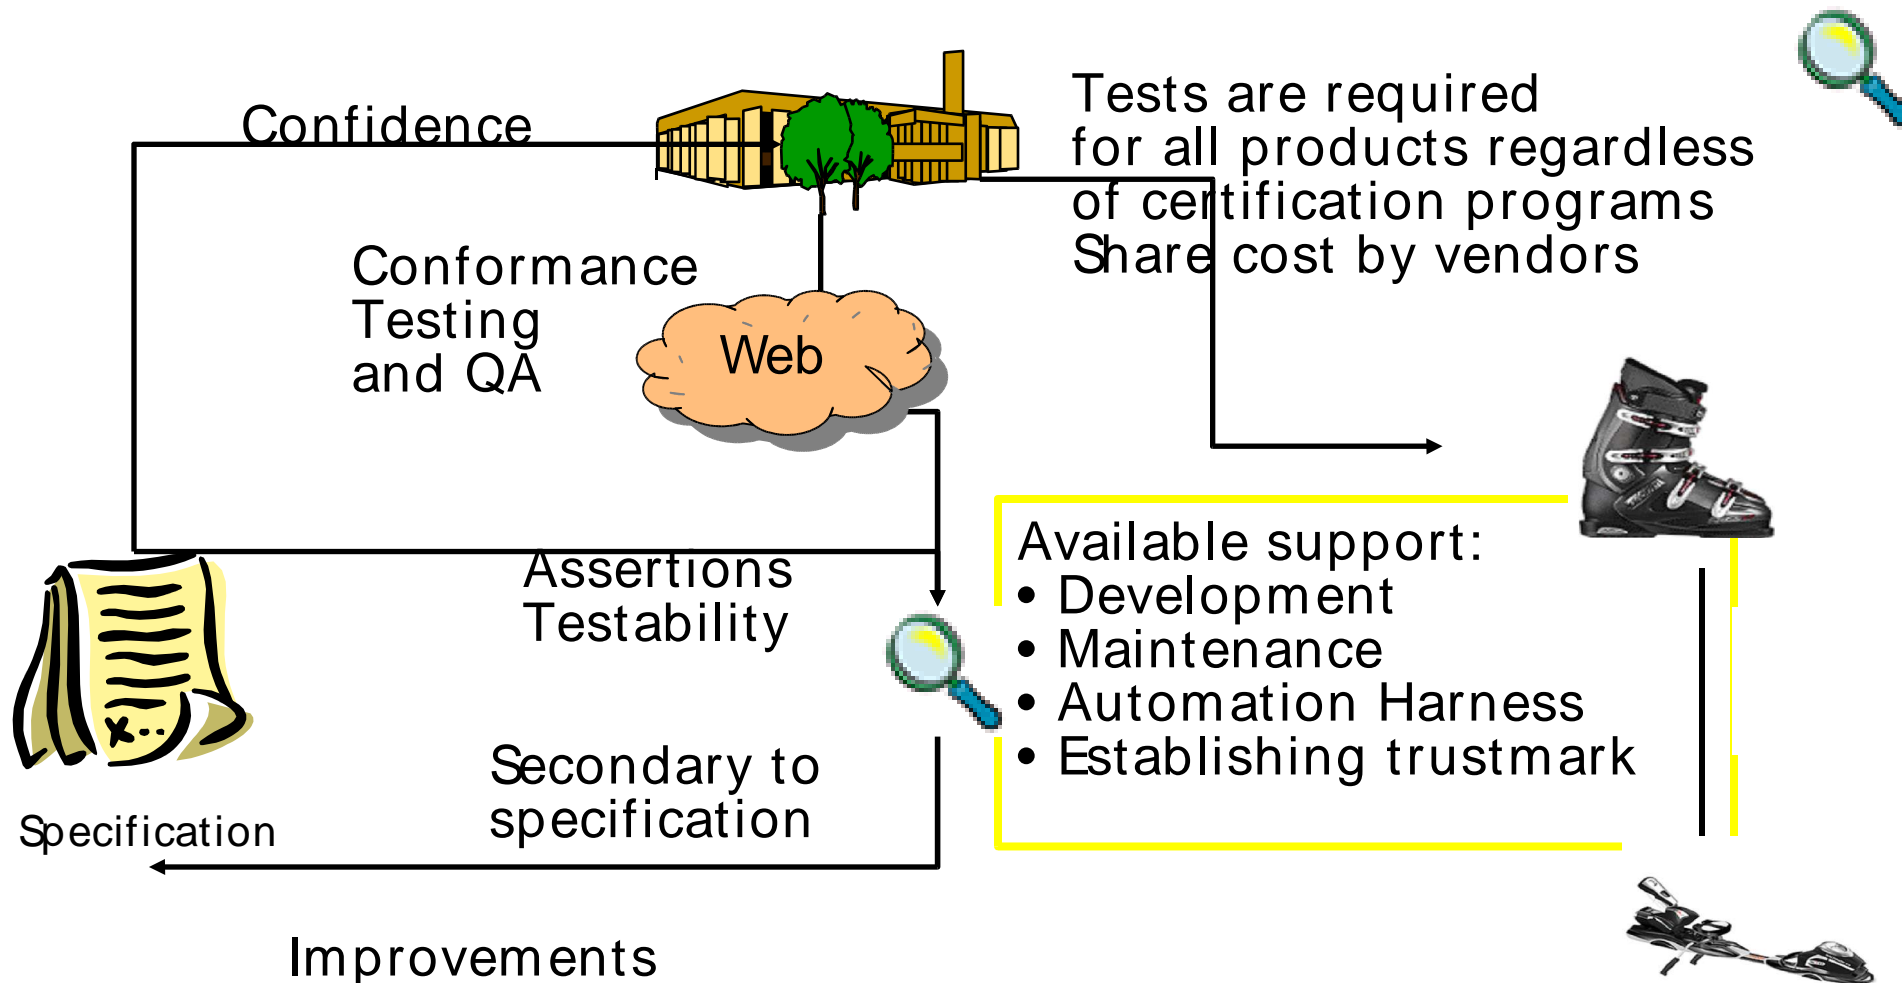 Confidence
Tests are required
for all products regardless
of certification programs
Share cost by vendors
Conformance
Testing
and QA
Web
Assertions
Testability
Available support:
• Development
• Maintenance
• Automation Harness
• Establishing trustmark
Secondary to
specification
Specification
Improvements